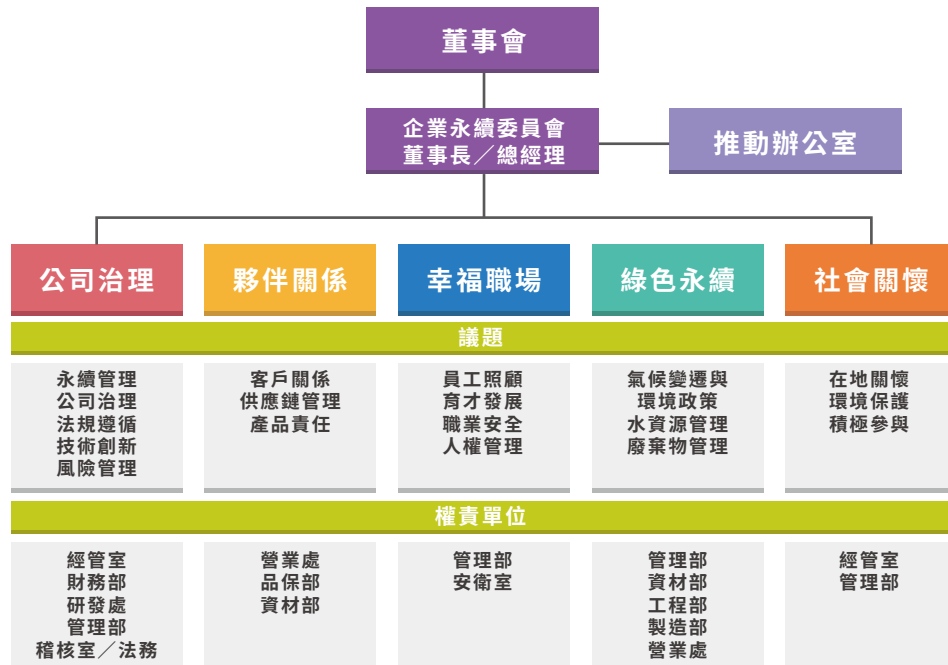 董事會
企業永續委員會
董事長／總經理
推動辦公室
公司治理
夥伴關係
幸福職場
綠色永續
社會關懷
議題
永續管理
公司治理
法規遵循
技術創新
風險管理
客戶關係
供應鏈管理
產品責任
員工照顧
育才發展
職業安全
人權管理
氣候變遷與
環境政策
水資源管理
廢棄物管理
在地關懷
環境保護
積極參與
權責單位
經管室
財務部
研發處
管理部
稽核室／法務
營業處
品保部
資材部
管理部
安衛室
管理部
資材部
工程部
製造部
營業處
經管室
管理部